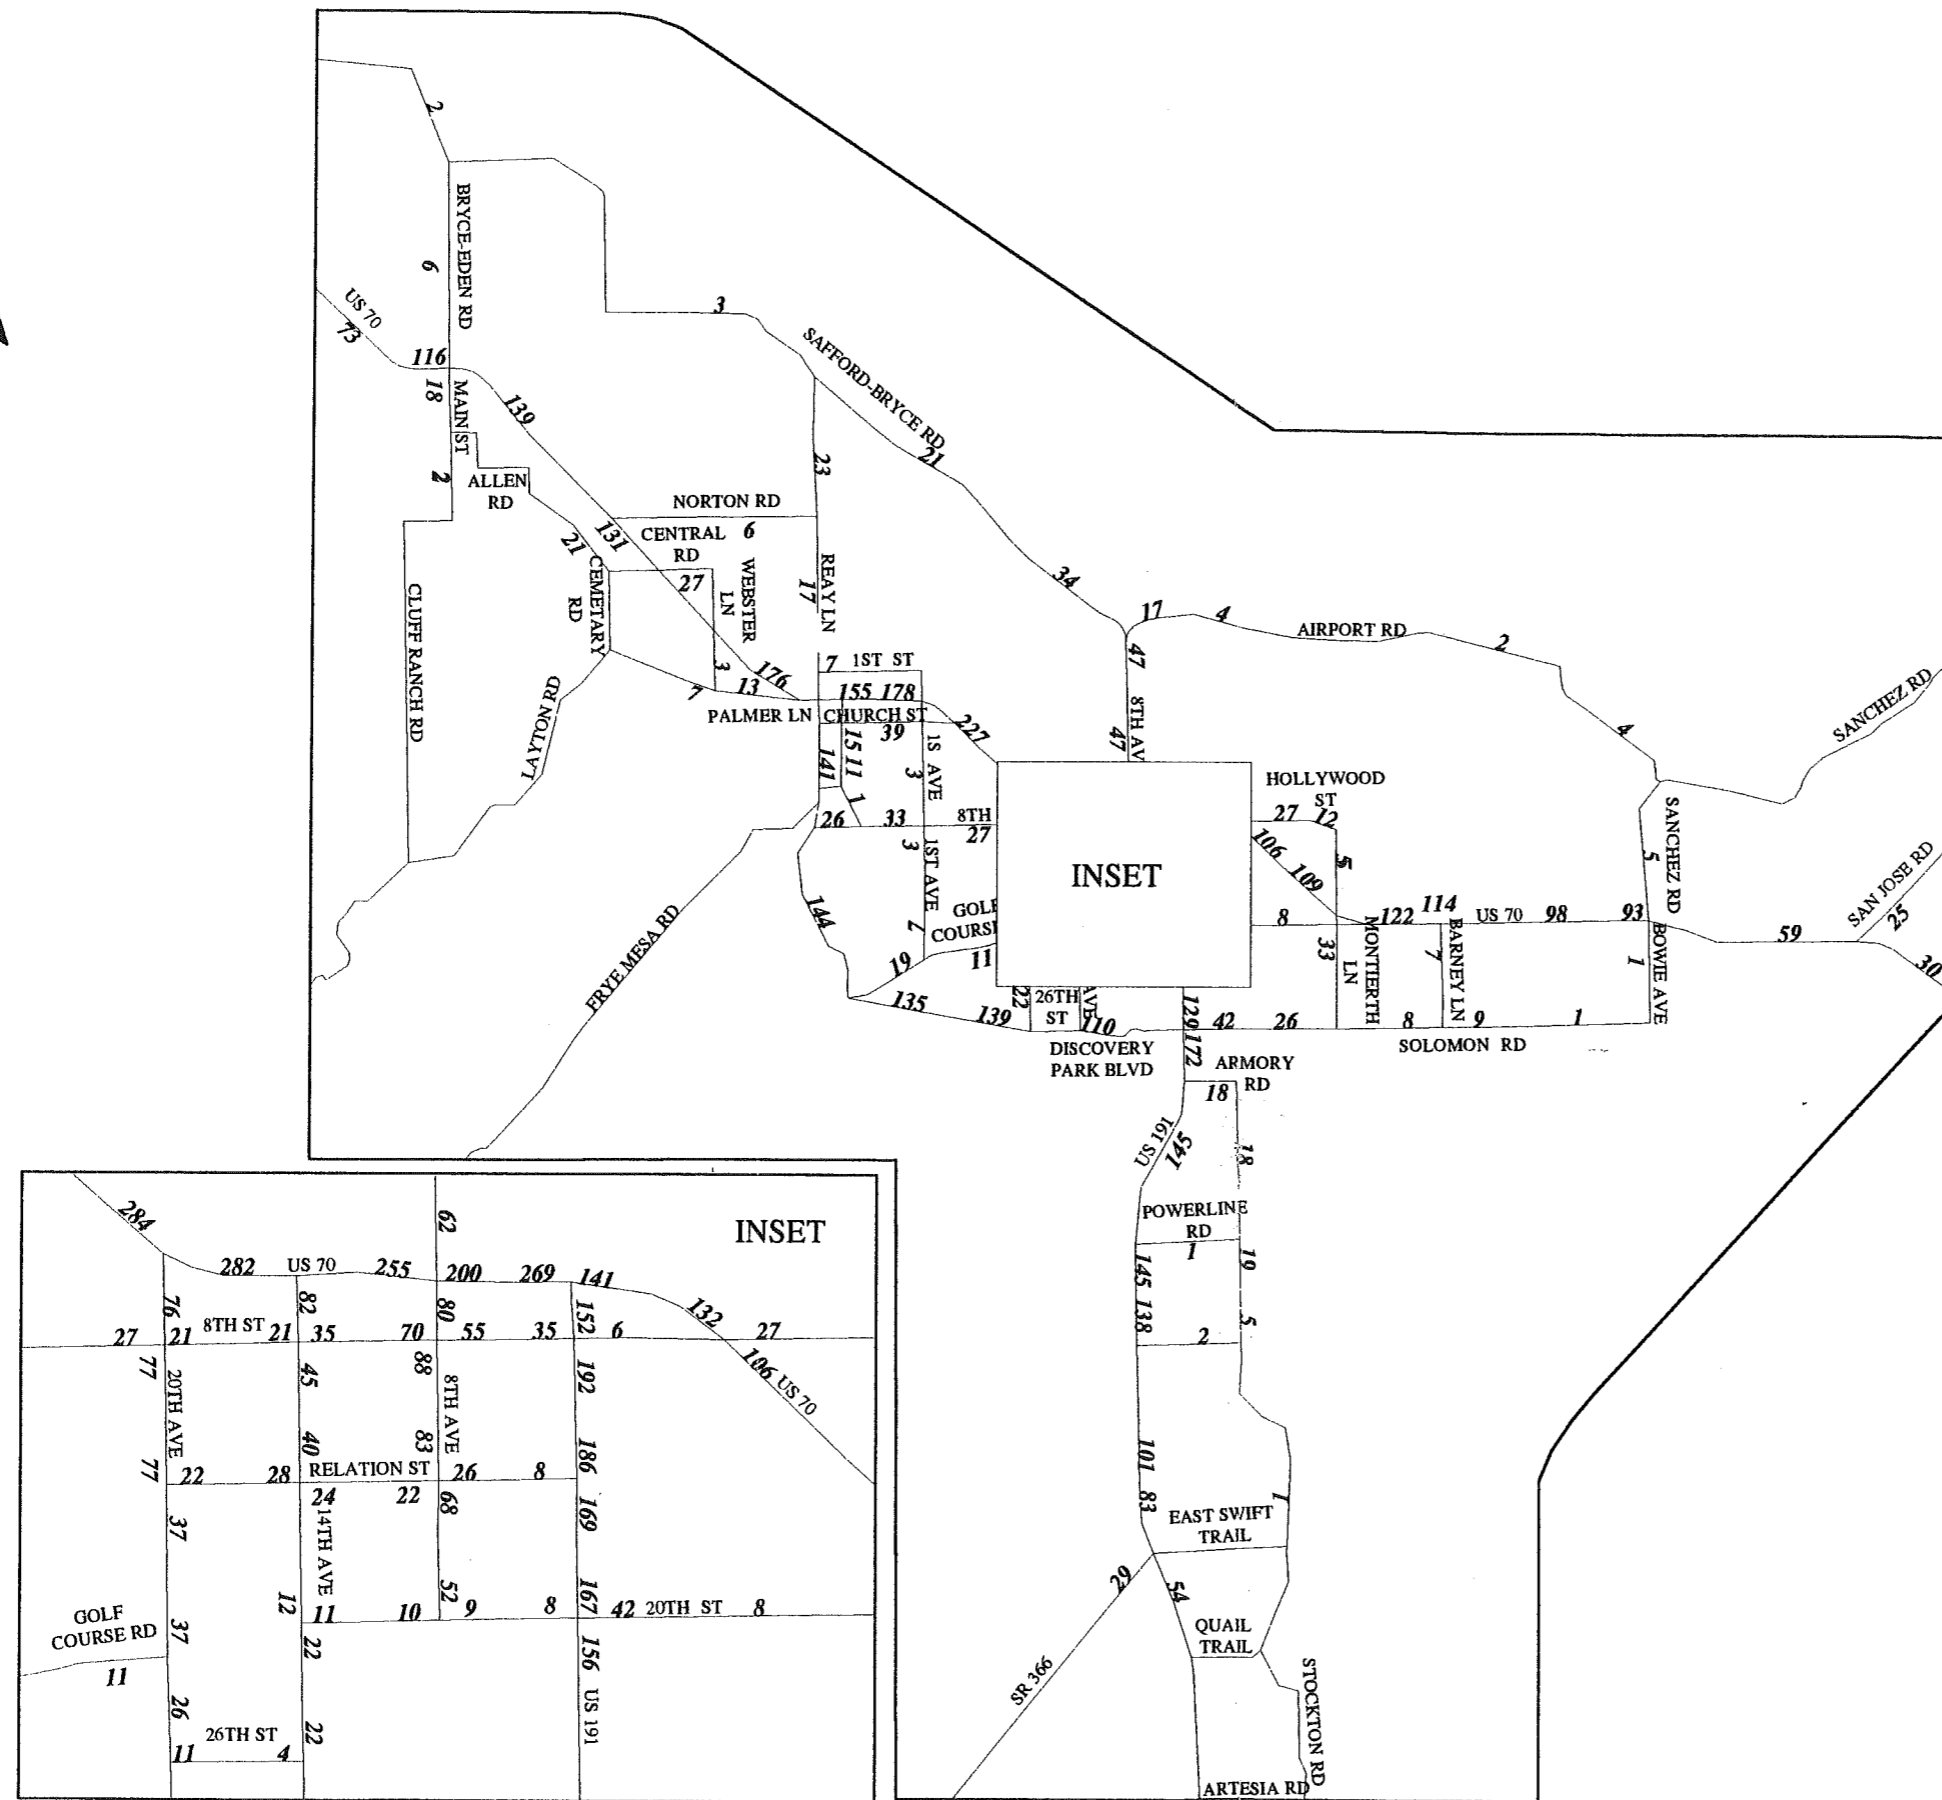 2
BRYCE-EDEN RD
6
US 70
73
116
18
MAIN ST
139
2
ALLEN
RD
3
SAFFORD-BRYCE RD
21
23
NORTON RD
CENTRAL
RD
6
131
21
27
WEBSTER
LN
REAY LN
17
CEMETARY
RD
CLUFF RANCH RD
LAYTON RD
34
17
4
AIRPORT RD
2
47
8TH AV
47
4
SANCHEZ RD
7
1ST ST
3
176
13
7
155
178
PALMER LN
CHURCH ST
39
227
141
15
11
1S AVE
3
1
26
33
8TH
27
3
1ST AVE
7
GOLF
COURSE
11
19
144
FRYE MESA RD
135
139
22
26TH
ST
AVE
110
DISCOVERY
PARK BLVD
INSET
HOLLYWOOD
ST
27
12
106
109
5
8
122
114
US 70
98
93
33
MONTIERTH
LN
7
BARNEY LN
SANCHEZ RD
5
BOWIE AVE
1
59
SAN JOSE RD
25
30
129
172
42
26
8
9
1
SOLOMON RD
ARMORY
RD
18
US 191
145
18
POWERLINE
RD
1
19
145
138
5
2
101
83
1
EAST SWIFT
TRAIL
29
54
QUAIL
TRAIL
SR 366
STOCKTON RD
ARTESIA RD
INSET
284
62
282
US 70
255
200
269
141
76
82
80
152
132
27
21
8TH ST
21
35
70
55
35
6
27
77
20TH AVE
45
88
8TH AVE
192
106
US 70
77
40
83
186
22
28
RELATION ST
26
8
24
22
37
14TH AVE
68
169
12
52
167
11
10
9
8
42
20TH ST
8
GOLF
COURSE RD
11
37
22
156
US 191
26
26TH ST
22
11
4